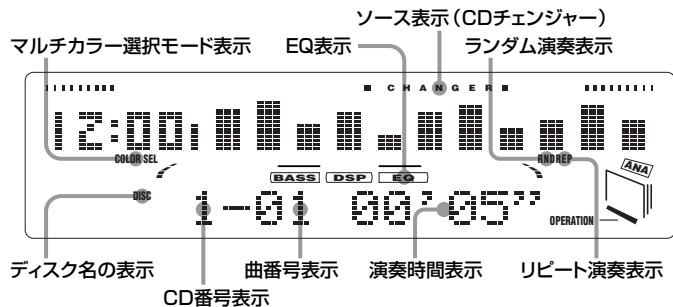 ソース表示（CDチェンジャー）
マルチカラー選択モード表示 EQ表示 ランダム演奏表示
CHANGER
12:00
COLOR SEL RND REP
BASS DSP EQ ANA
DISC
1-01 00’05”
OPERATION
ディスク名の表示 曲番号表示 演奏時間表示 リピート演奏表示
CD番号表示